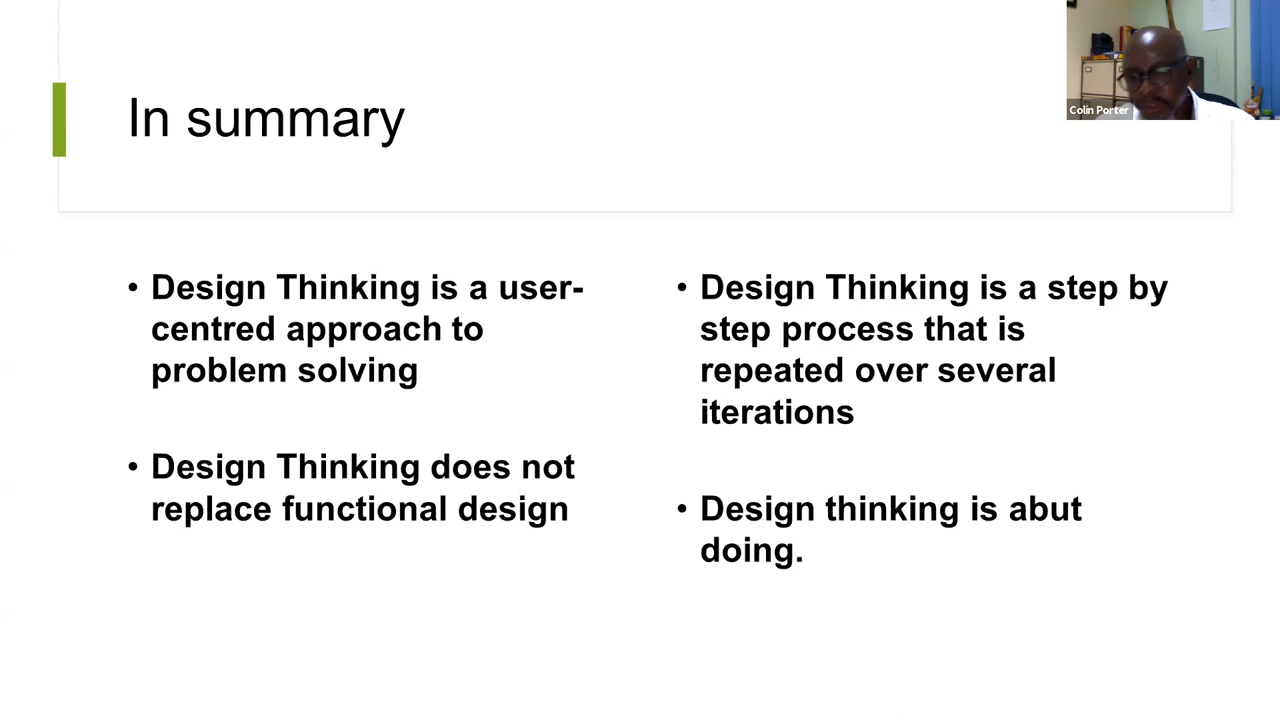 In summary
Colin Porter
• Design Thinking is a user-
centred approach to
problem solving
• Design Thinking does not
replace functional design
• Design Thinking is a step by
step process that is
repeated over several
iterations
• Design thinking is abut
doing.